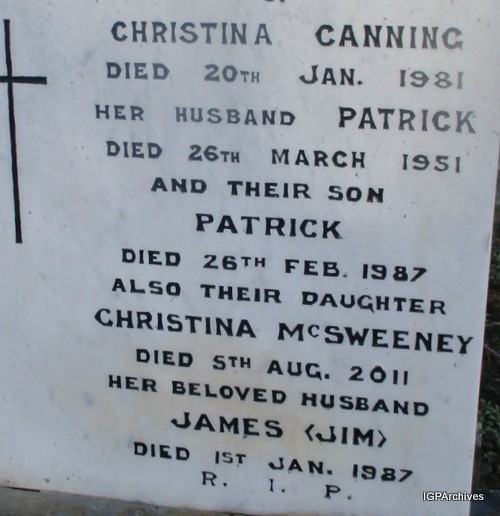 CHRISTINA CANNING
DIED 20TH JAN. 1981
HER HUSBAND PATRICK
DIED 26TH MARCH 1951
AND THEIR SON
PATRICK
DIED 26TH FEB. 1987
ALSO THEIR DAUGHTER
CHRISTINA McSWEENEY
DIED 5TH AUG. 2011
HER BELOVED HUSBAND
JAMES (JIM)
DIED 1ST JAN. 1987
R. I. P.
IGPArchives